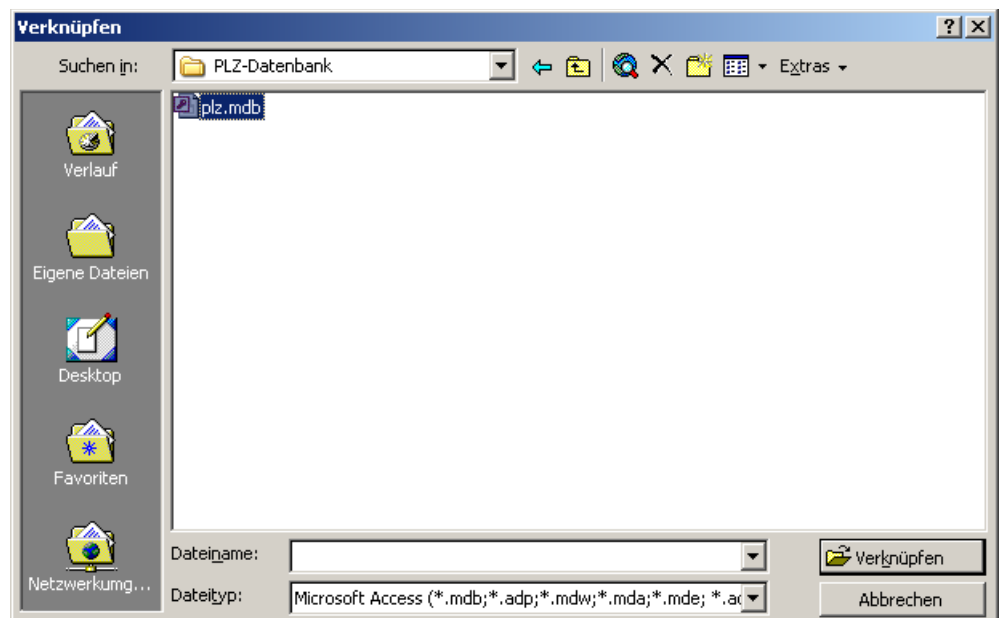 Verknüpfen
Suchen in: PLZ-Datenbank Extras
plz.mdb
Verlauf
Eigene Dateien
Desktop
Favoriten
Netzwerkumg...
Dateiname: Verknüpfen
Dateityp: Microsoft Access (*.mdb;*.adp;*.mdw;*.mda;*.mde; *.a Abbrechen